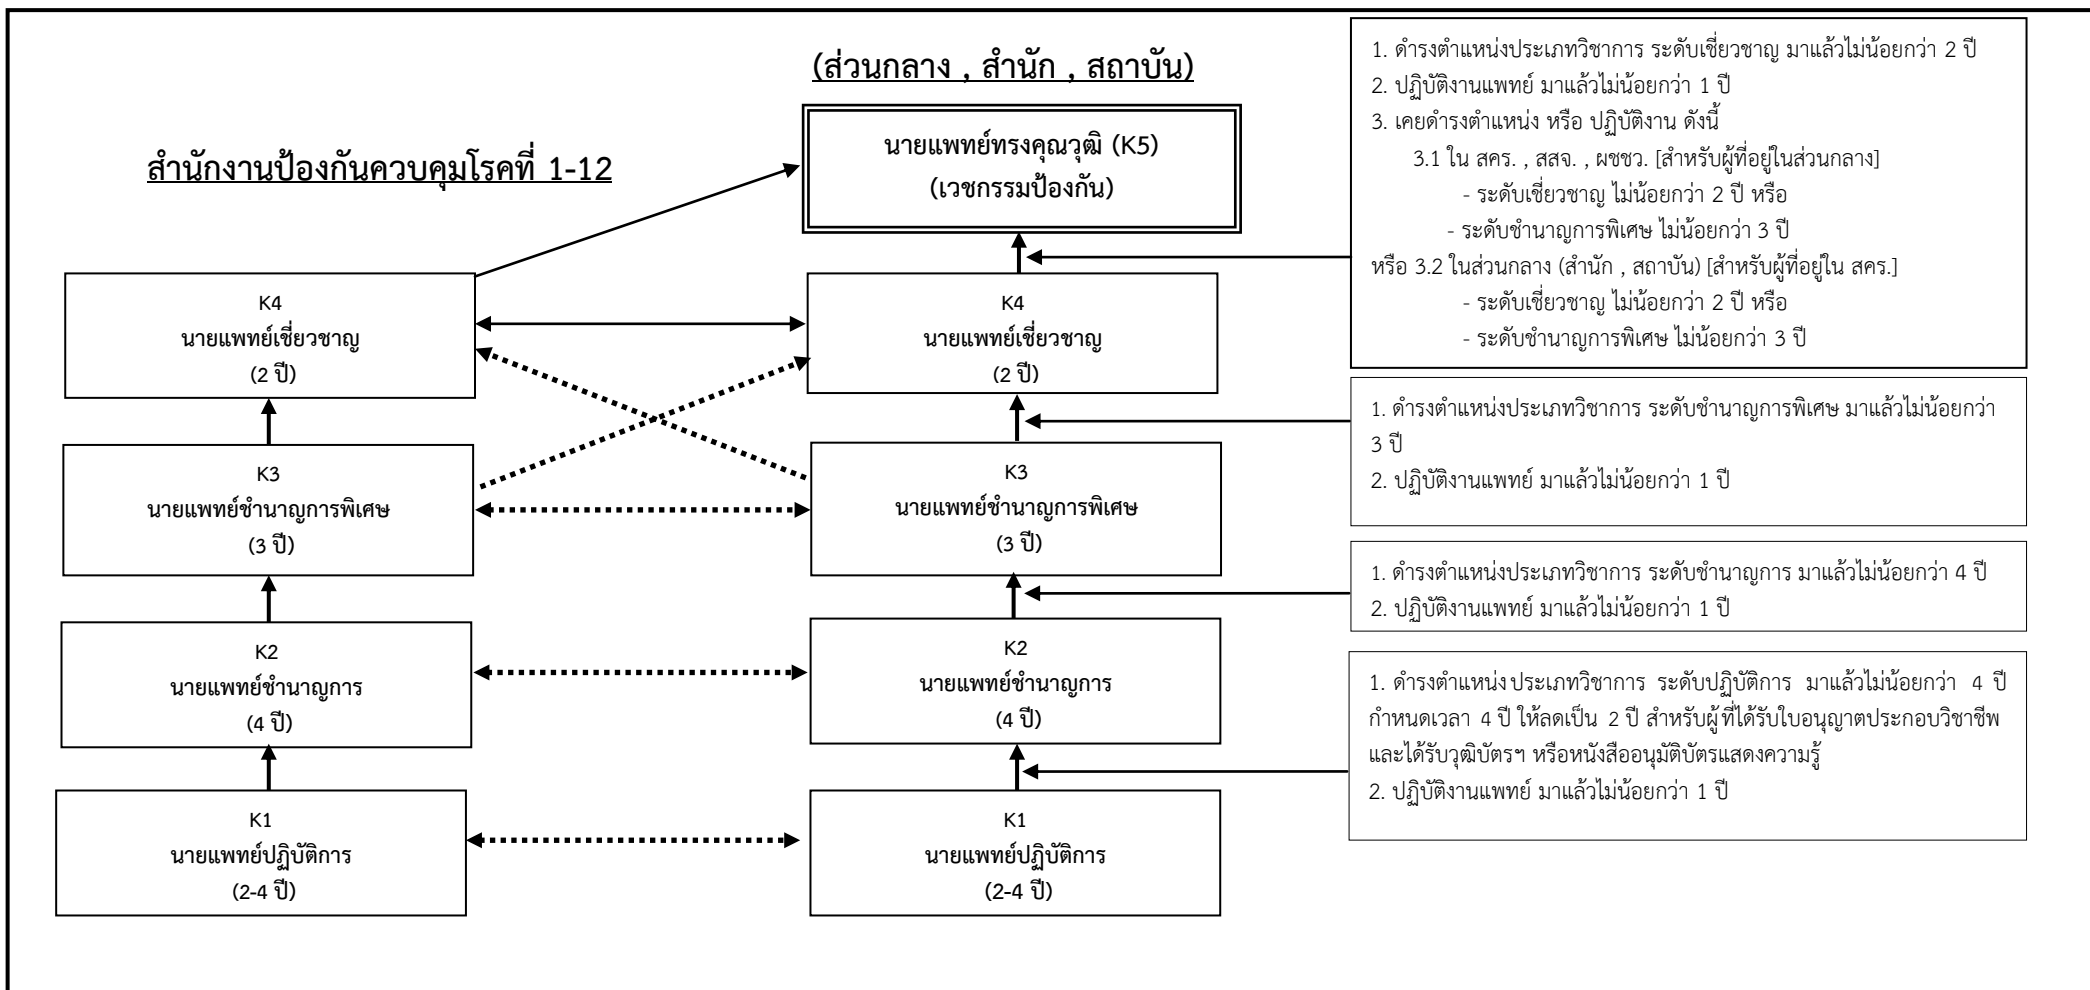 (ส่วนกลาง , สำนัก , สถาบัน)
สำนักงานป้องกันควบคุมโรคที่ 1-12
นายแพทย์ทรงคุณวุฒิ (K5)
(เวชกรรมป้องกัน)
K4
นายแพทย์เชี่ยวชาญ
(2 ปี)
K4
นายแพทย์เชี่ยวชาญ
(2 ปี)
K3
นายแพทย์ชำนาญการพิเศษ
(3 ปี)
K3
นายแพทย์ชำนาญการพิเศษ
(3 ปี)
K2
นายแพทย์ชำนาญการ
(4 ปี)
K2
นายแพทย์ชำนาญการ
(4 ปี)
K1
นายแพทย์ปฏิบัติการ
(2-4 ปี)
K1
นายแพทย์ปฏิบัติการ
(2-4 ปี)
1. ดำรงตำแหน่งประเภทวิชาการ ระดับเชี่ยวชาญ มาแล้วไม่น้อยกว่า 2 ปี
2. ปฏิบัติงานแพทย์ มาแล้วไม่น้อยกว่า 1 ปี
3. เคยดำรงตำแหน่ง หรือ ปฏิบัติงาน ดังนี้
3.1 ใน สคร. , สสจ. , ผชชว. [สำหรับผู้ที่อยู่ในส่วนกลาง]
- ระดับเชี่ยวชาญ ไม่น้อยกว่า 2 ปี หรือ
- ระดับชำนาญการพิเศษ ไม่น้อยกว่า 3 ปี
หรือ 3.2 ในส่วนกลาง (สำนัก , สถาบัน) [สำหรับผู้ที่อยู่ใน สคร.]
- ระดับเชี่ยวชาญ ไม่น้อยกว่า 2 ปี หรือ
- ระดับชำนาญการพิเศษ ไม่น้อยกว่า 3 ปี
1. ดำรงตำแหน่งประเภทวิชาการ ระดับชำนาญการพิเศษ มาแล้วไม่น้อยกว่า
3 ปี
2. ปฏิบัติงานแพทย์ มาแล้วไม่น้อยกว่า 1 ปี
1. ดำรงตำแหน่งประเภทวิชาการ ระดับชำนาญการ มาแล้วไม่น้อยกว่า 4 ปี
2. ปฏิบัติงานแพทย์ มาแล้วไม่น้อยกว่า 1 ปี
1. ดำรงตำแหน่งประเภทวิชาการ ระดับปฏิบัติการ มาแล้วไม่น้อยกว่า 4 ปี
กำหนดเวลา 4 ปี ให้ลดเป็น 2 ปี สำหรับผู้ที่ได้รับใบอนุญาตประกอบวิชาชีพ
และได้รับวุฒิบัตรฯ หรือหนังสืออนุมัติบัตรแสดงความรู้
2. ปฏิบัติงานแพทย์ มาแล้วไม่น้อยกว่า 1 ปี